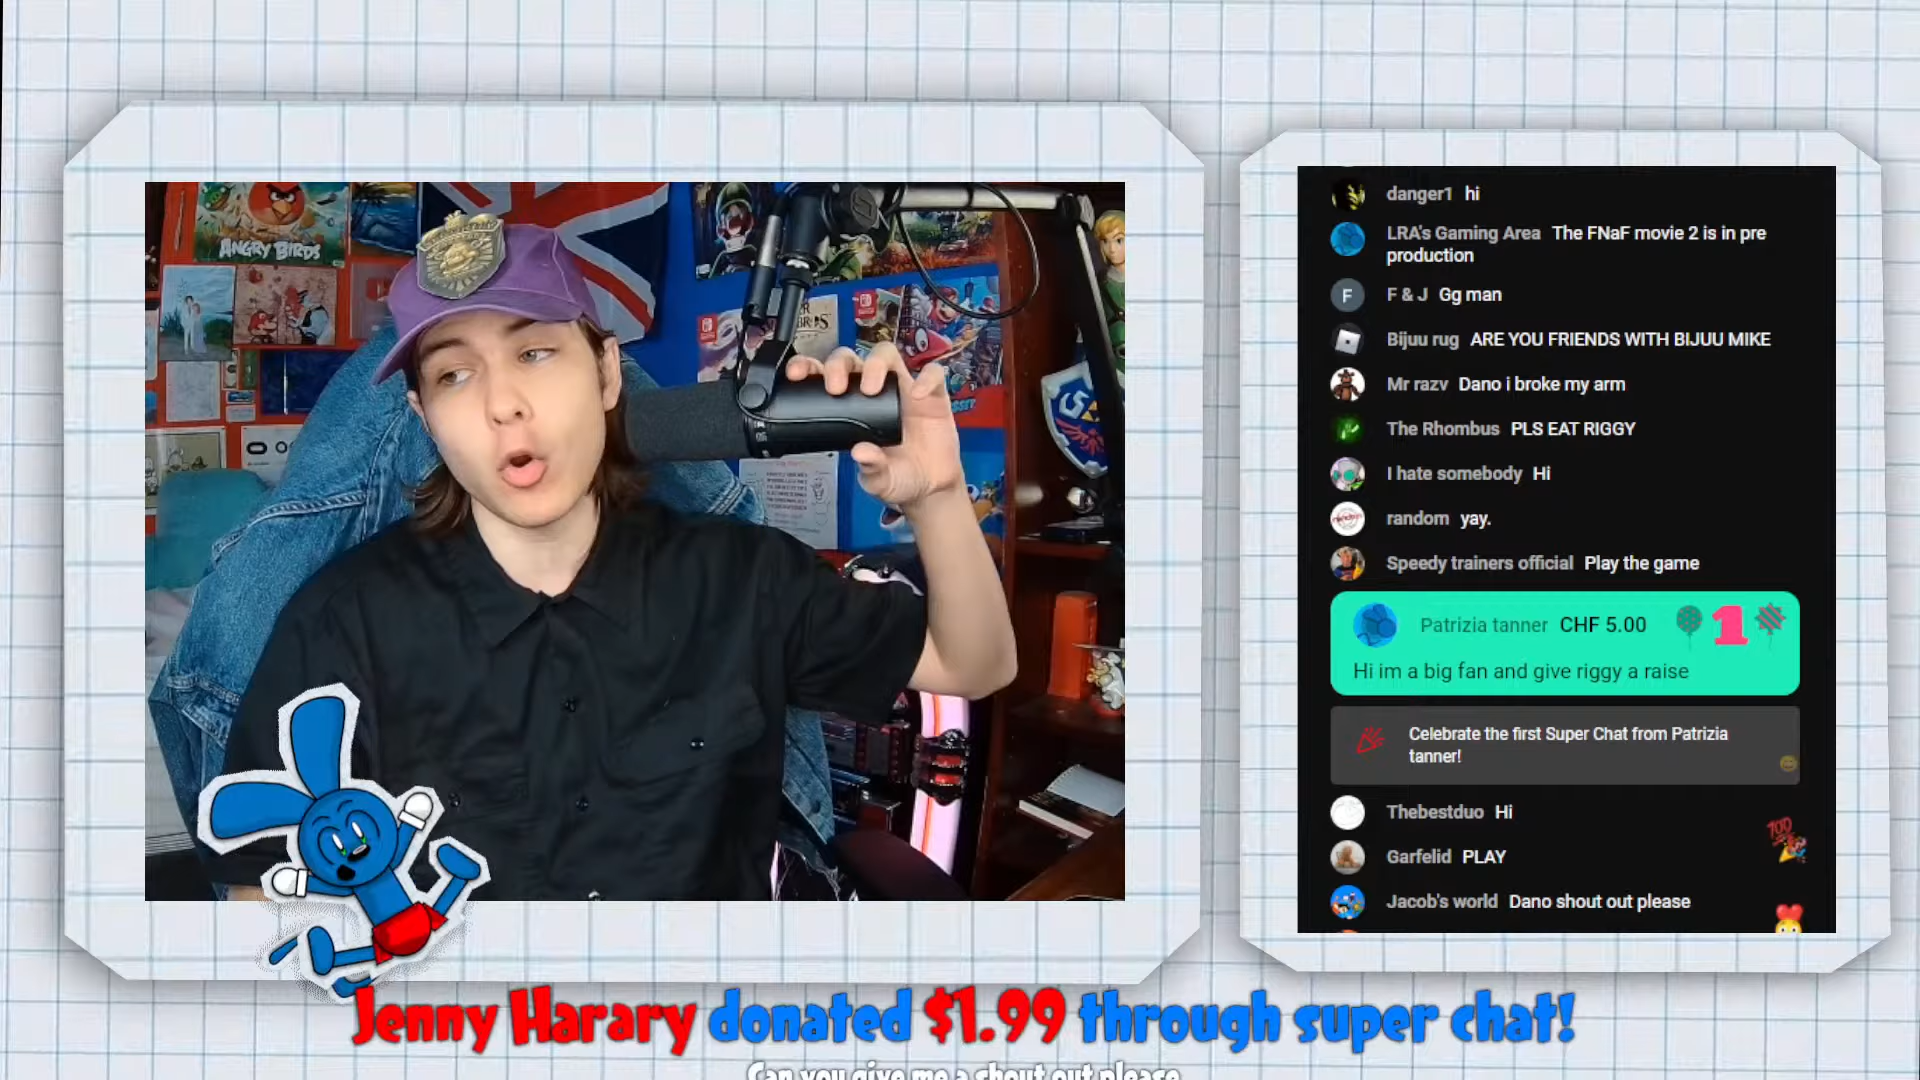 ANGRY BIRDS
danger1 hi
LRA's Gaming Area The FNaF movie 2 is in pre
production
F
F & J Gg man
Bijuu rug ARE YOU FRIENDS WITH BIJUU MIKE
Mr razv Dano i broke my arm
The Rhombus PLS EAT RIGGY
I hate somebody Hi
random yay.
Speedy trainers official Play the game
Patrizia tanner CHF 5.00 1
Hi im a big fan and give riggy a raise
Celebrate the first Super Chat from Patrizia
tanner!
Thebestduo Hi
100
Garfelid PLAY
Jacob's world Dano shout out please
Jenny Harary donated $1.99 through super chat!
Can you give me a shout out please